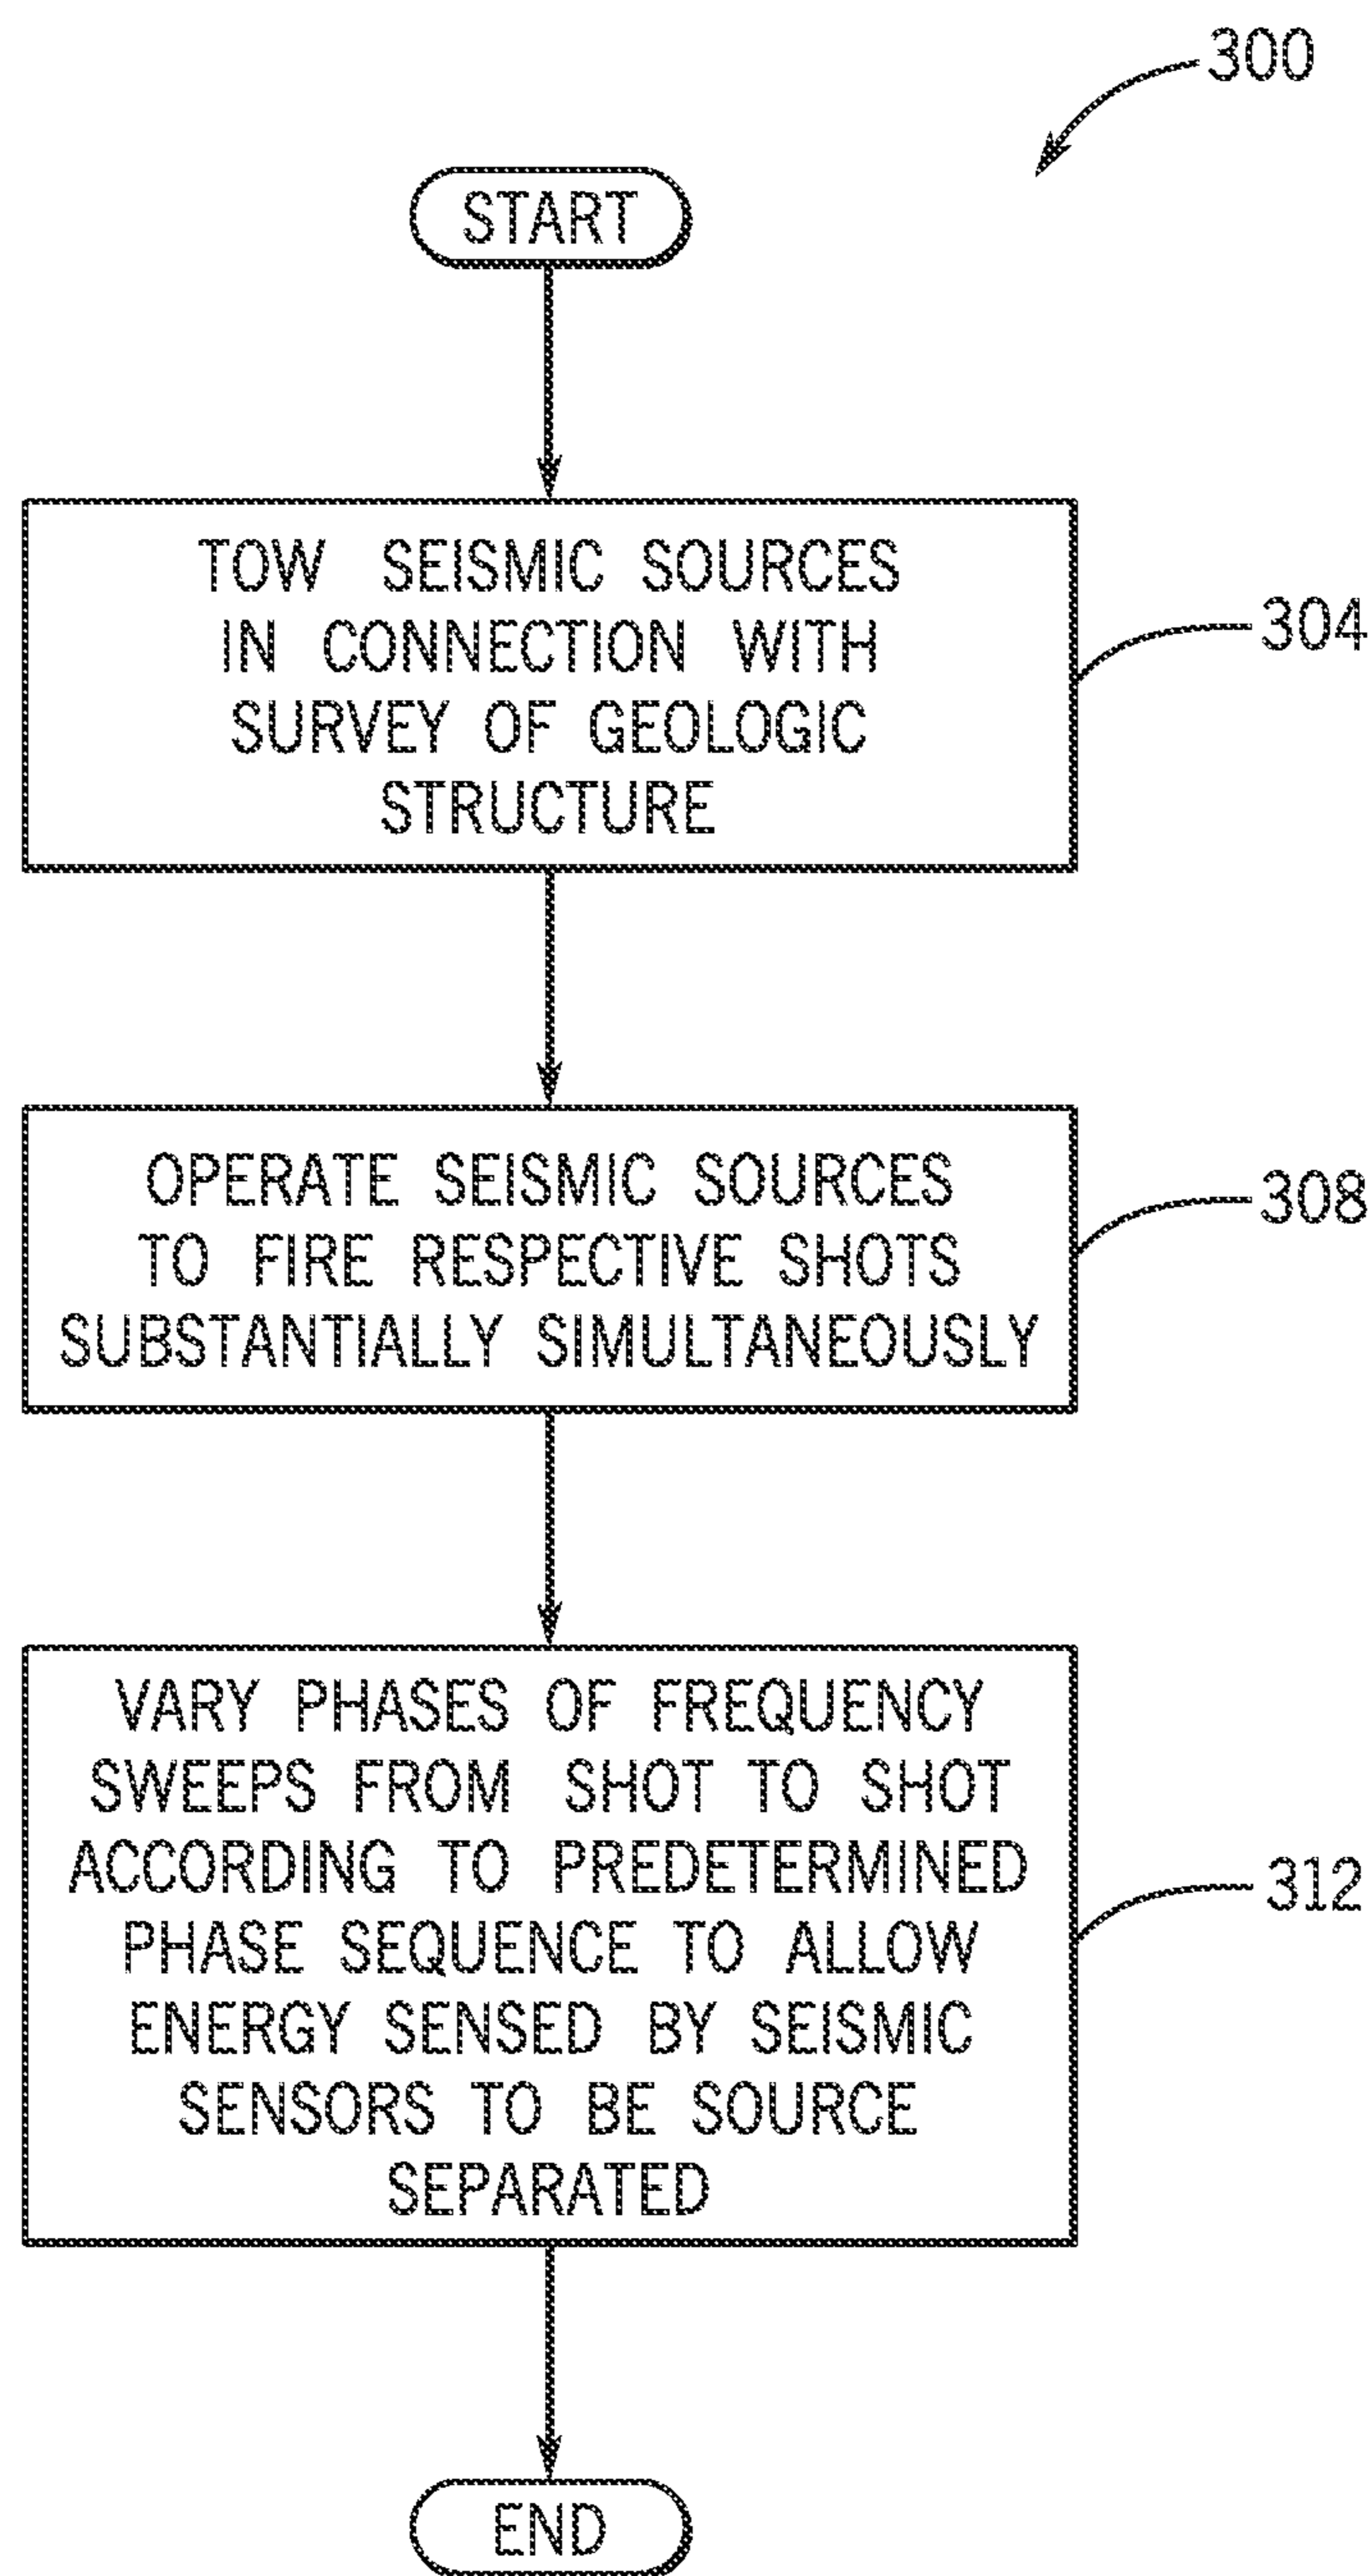 300
START
TOW SEISMIC SOURCES
IN CONNECTION WITH
SURVEY OF GEOLOGIC
STRUCTURE
304
OPERATE SEISMIC SOURCES
TO FIRE RESPECTIVE SHOTS
SUBSTANTIALLY SIMULTANEOUSLY
308
VARY PHASES OF FREQUENCY
SWEEPS FROM SHOT TO SHOT
ACCORDING TO PREDETERMINED
PHASE SEQUENCE TO ALLOW
ENERGY SENSED BY SEISMIC
SENSORS TO BE SOURCE
SEPARATED
312
END